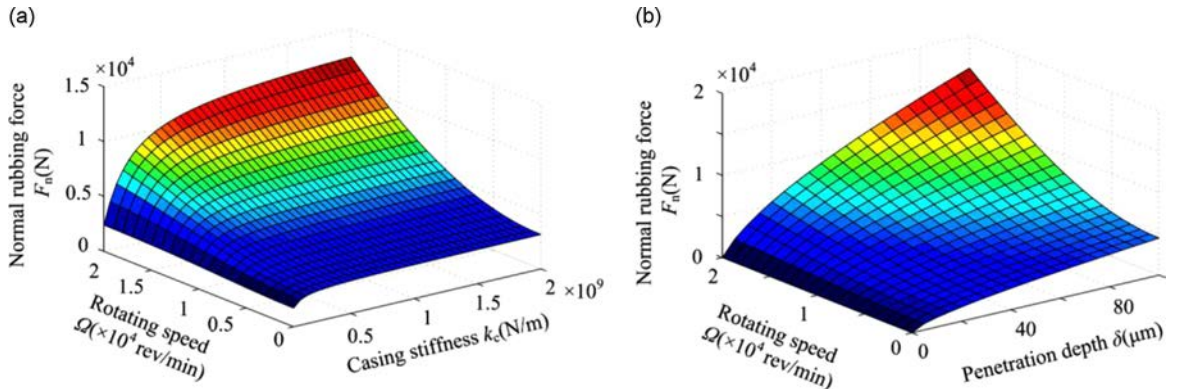 (a)
×10⁴
1.5
1
0.5
0
Normal rubbing force
Fₙ(N)
2
1.5
1
0.5
0
Rotating speed
Ω(×10⁴ rev/min)
0.5
1
1.5
2 ×10⁹
Casing stiffness k_c(N/m)
(b)
×10⁴
2
1
0
Normal rubbing force
Fₙ(N)
2
1
0
Rotating speed
Ω(×10⁴ rev/min)
0
40
80
Penetration depth δ(μm)